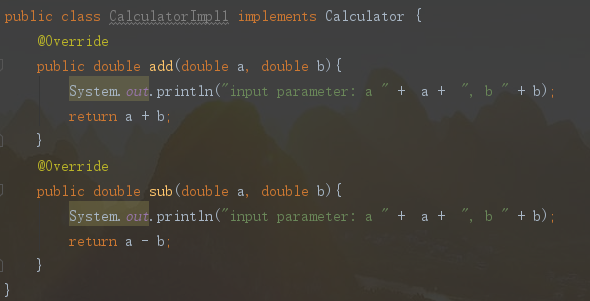 public class CalculatorImpl1 implements Calculator {
    @Override
    public double add(double a, double b){
        System.out.println("input parameter: a " +  a +  ", b " + b);
        return a + b;
    }
    @Override
    public double sub(double a, double b){
        System.out.println("input parameter: a " +  a +  ", b " + b);
        return a - b;
    }
}